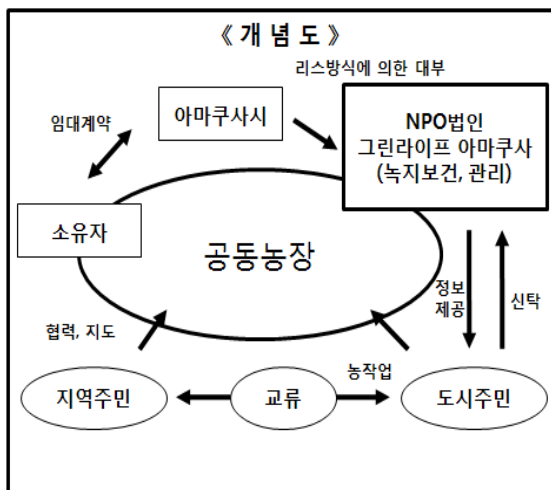 《 개 념 도 》
리스방식에 의한 대부
임대계약
아마쿠사시
NPO법인
그린라이프 아마쿠사
(녹지보건, 관리)
소유자
공동농장
정보
제공
신탁
협력, 지도
농작업
지역주민
교류
도시주민